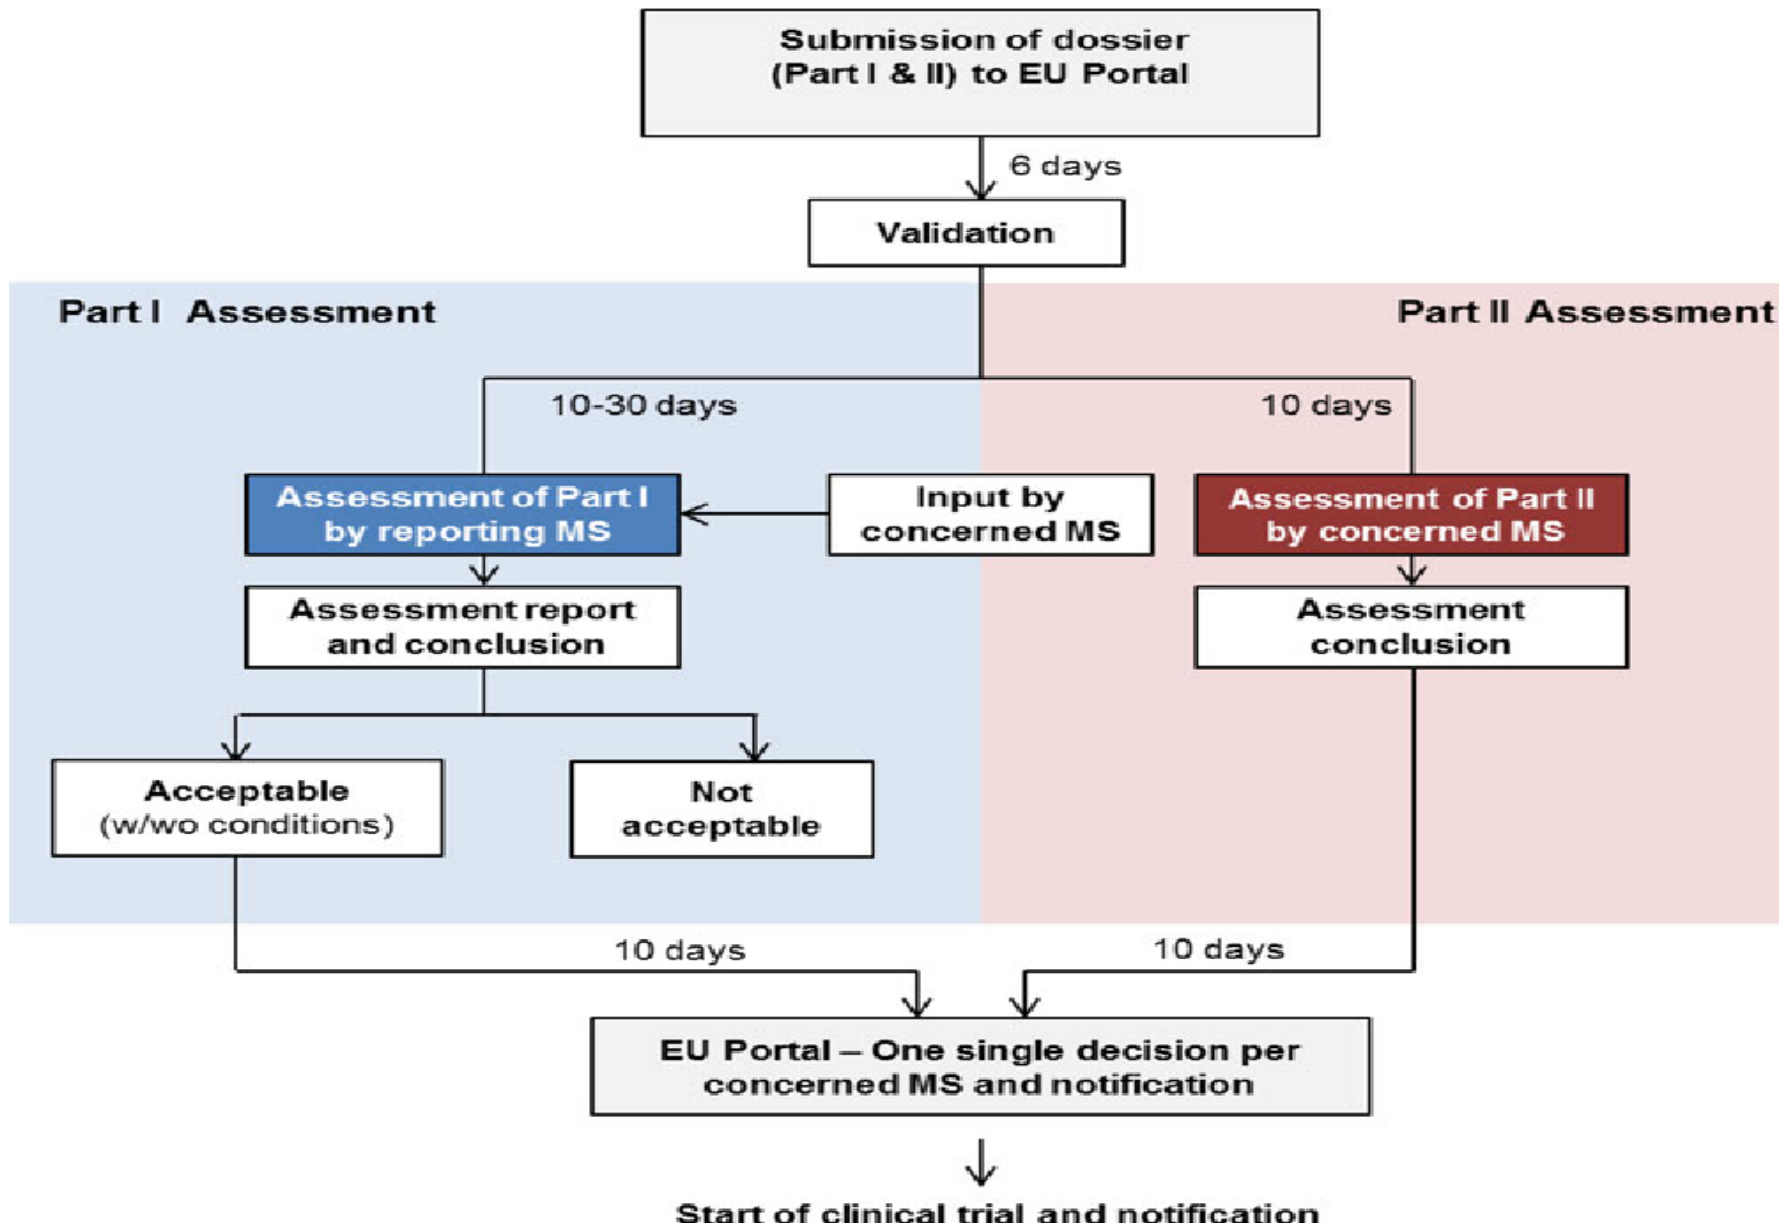 Submission of dossier
(Part I & II) to EU Portal
6 days
Validation
Part I Assessment
Part II Assessment
10-30 days
10 days
Assessment of Part I
by reporting MS
Input by
concerned MS
Assessment of Part II
by concerned MS
Assessment report
and conclusion
Assessment
conclusion
Acceptable
(w/wo conditions)
Not
acceptable
10 days
10 days
EU Portal – One single decision per
concerned MS and notification
Start of clinical trial and notification